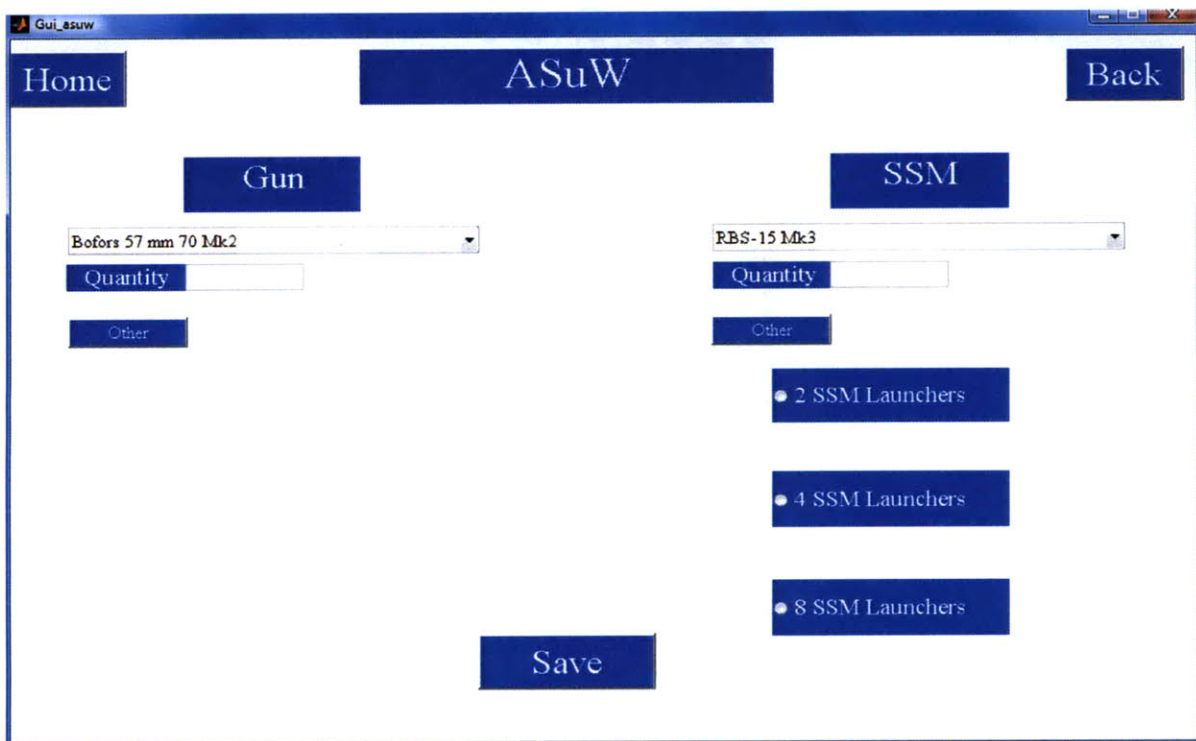 Gui_asuw
Home
ASuW
Back
Gun
SSM
Bofors 57 mm 70 Mk2
RBS-15 Mk3
Quantity
Quantity
Other
Other
2 SSM Launchers
4 SSM Launchers
8 SSM Launchers
Save